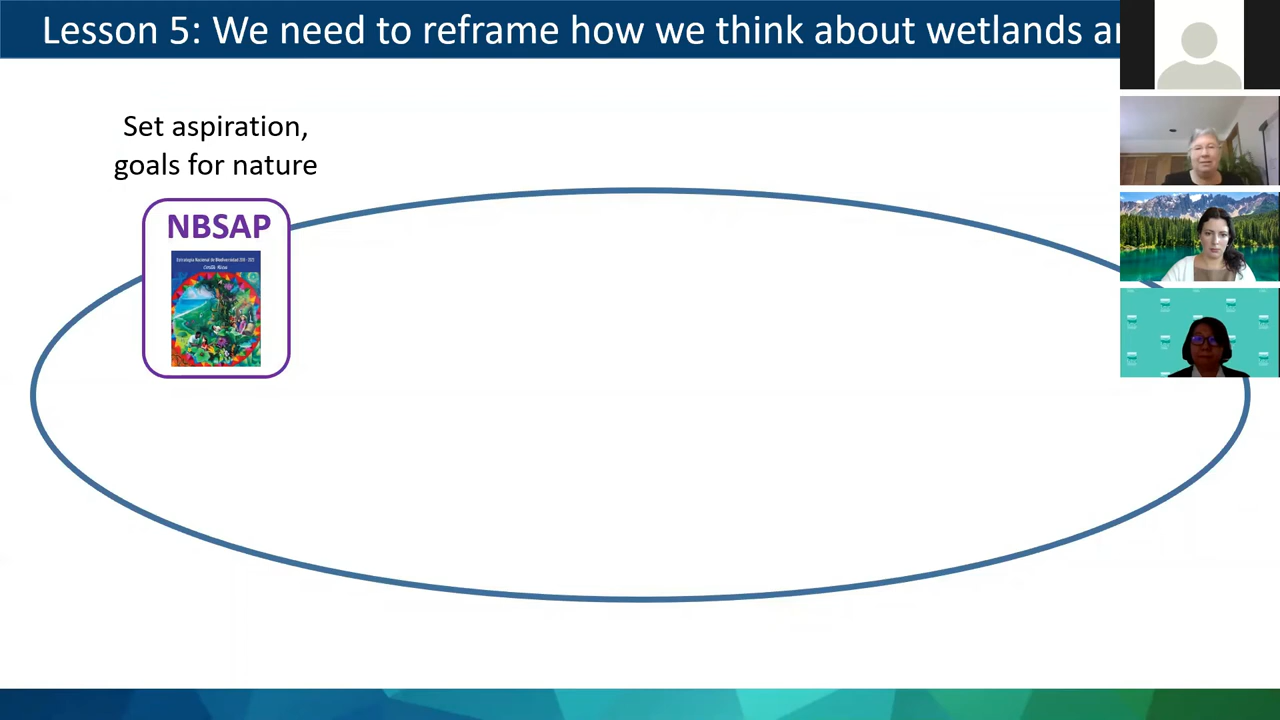 Lesson 5: We need to reframe how we think about wetlands
Set aspiration,
goals for nature
NBSAP
Estrategia Nacional de Biodiversidad
Costa Rica